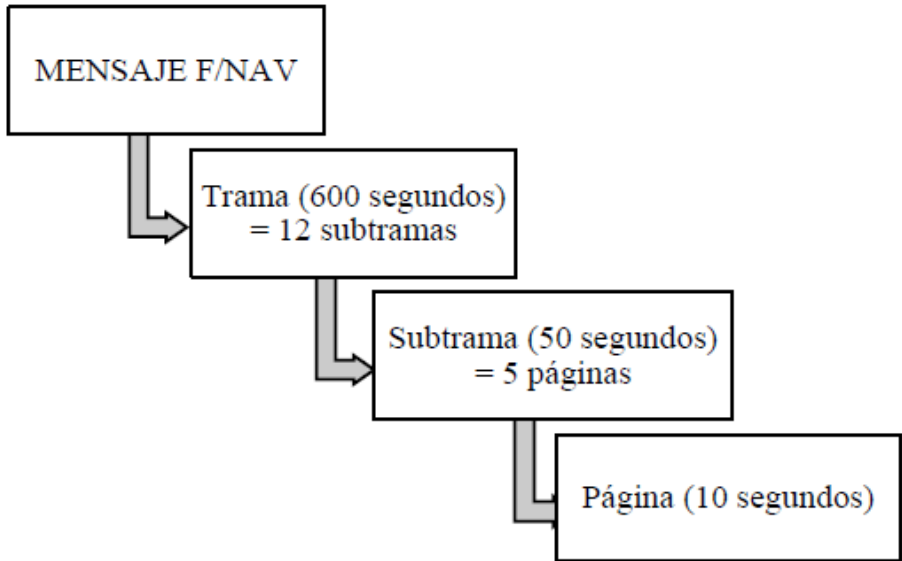 MENSAJE F/NAV
Trama (600 segundos)
= 12 subtramas
Subtrama (50 segundos)
= 5 páginas
Página (10 segundos)